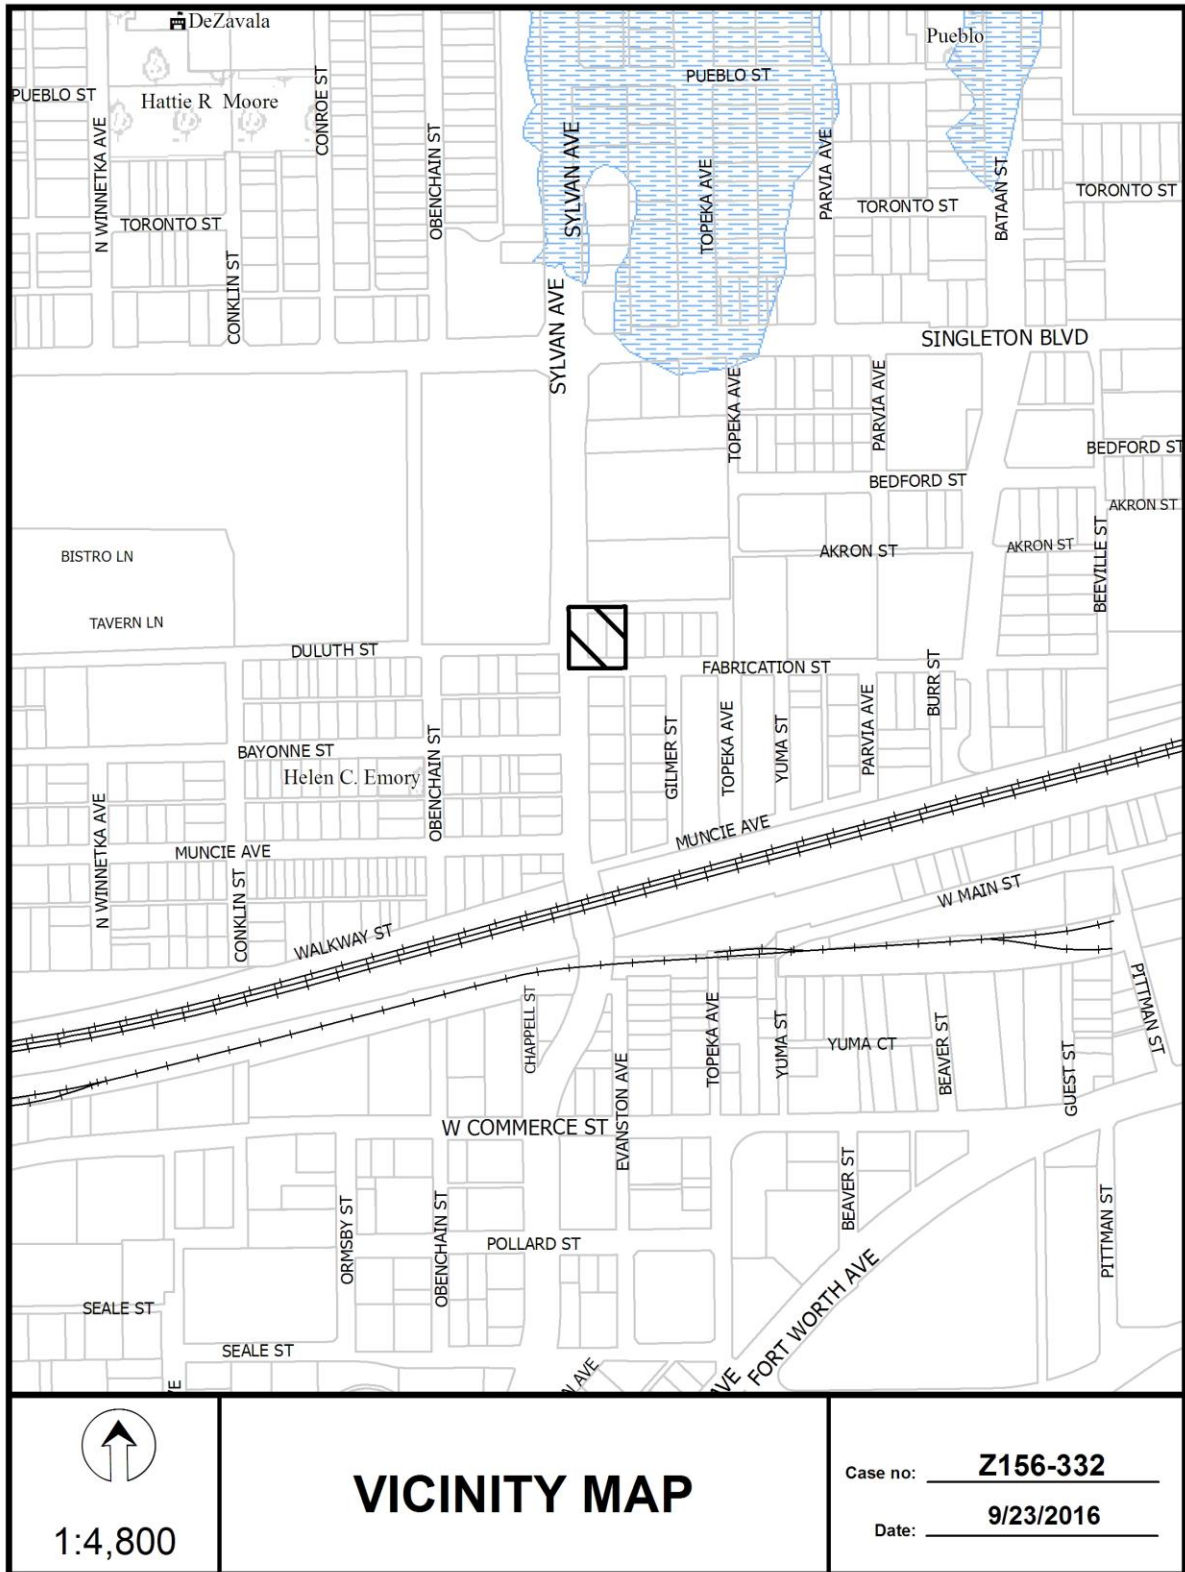 DeZavala
Pueblo
PUEBLO ST
PUEBLO ST
Hattie R Moore
N WINNETKA AVE
CONROE ST
OBENCHAIN ST
SYLVAN AVE
TOPEKA AVE
PARVIA AVE
BATAAN ST
TORONTO ST
TORONTO ST
TORONTO ST
CONKLIN ST
SYLVAN AVE
SINGLETON BLVD
TOPEKA AVE
PARVIA AVE
BEDFORD ST
BEDFORD ST
AKRON ST
AKRON ST
AKRON ST
BEEVILLE ST
BISTRO LN
TAVERN LN
DULUTH ST
FABRICATION ST
BURR ST
GILMER ST
TOPEKA AVE
YUMA ST
PARVIA AVE
BAYONNE ST
Helen C. Emory
OBENCHAIN ST
N WINNETKA AVE
MUNCIE AVE
MUNCIE AVE
CONKLIN ST
W MAIN ST
WALKWAY ST
PITTMAN ST
CHAPPELL ST
TOPEKA AVE
YUMA ST
YUMA CT
BEAVER ST
GUEST ST
EVANSTON AVE
W COMMERCE ST
BEAVER ST
ORMSBY ST
OBENCHAIN ST
PITTMAN ST
POLLARD ST
FORT WORTH AVE
SEALE ST
SEALE ST
VE
N AVE
AVE
1:4,800
VICINITY MAP
Case no: Z156-332
Date: 9/23/2016